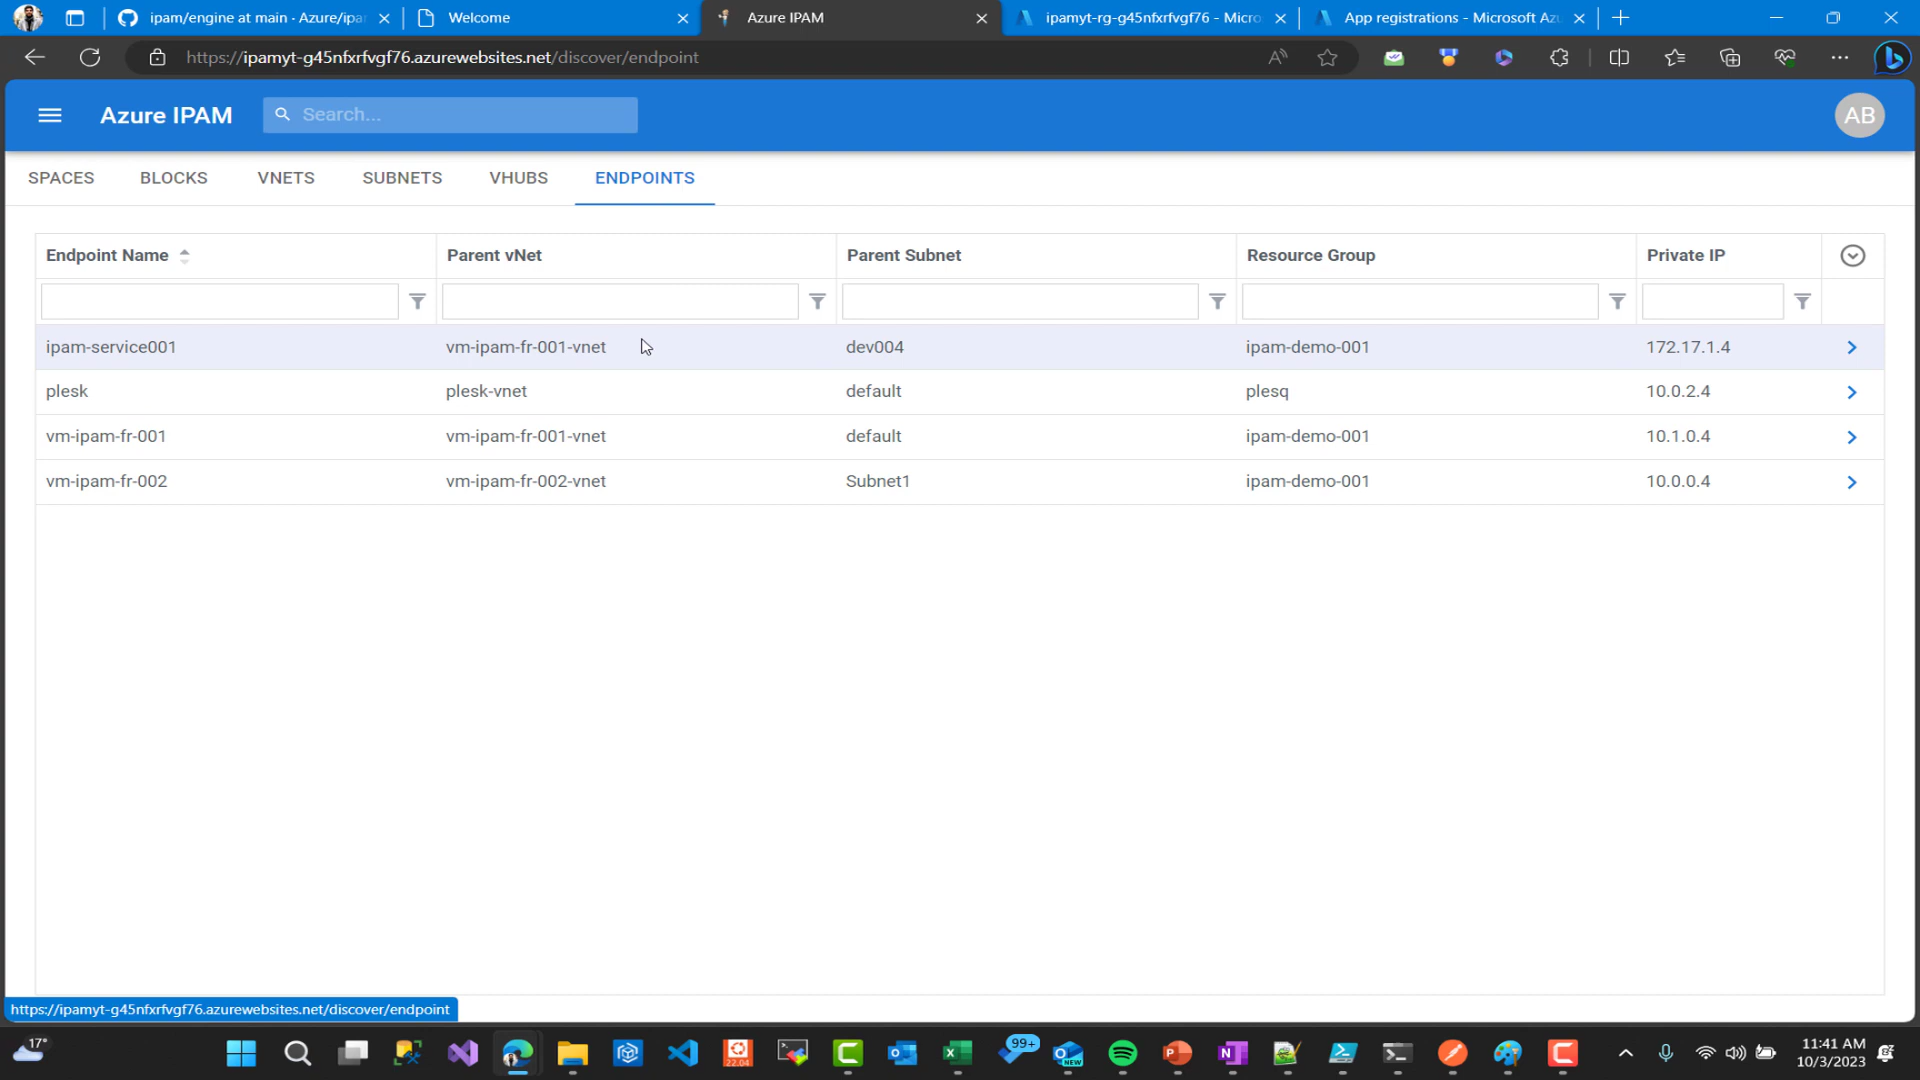 ipam/engine at main · Azure/ipa
Welcome
Azure IPAM
ipamyt-rg-g45nfxrfvgf76 - Micro
App registrations - Microsoft Az
https://ipamyt-g45nfxrfvgf76.azurewebsites.net/discover/endpoint
Azure IPAM
Search...
AB
SPACES BLOCKS VNETS SUBNETS VHUBS ENDPOINTS
Endpoint Name Parent vNet Parent Subnet Resource Group Private IP
ipam-service001 vm-ipam-fr-001-vnet dev004 ipam-demo-001 172.17.1.4
plesk plesk-vnet default plesq 10.0.2.4
vm-ipam-fr-001 vm-ipam-fr-001-vnet default ipam-demo-001 10.1.0.4
vm-ipam-fr-002 vm-ipam-fr-002-vnet Subnet1 ipam-demo-001 10.0.0.4
https://ipamyt-g45nfxrfvgf76.azurewebsites.net/discover/endpoint
17°
22.04
99+
NEW
11:41 AM
10/3/2023